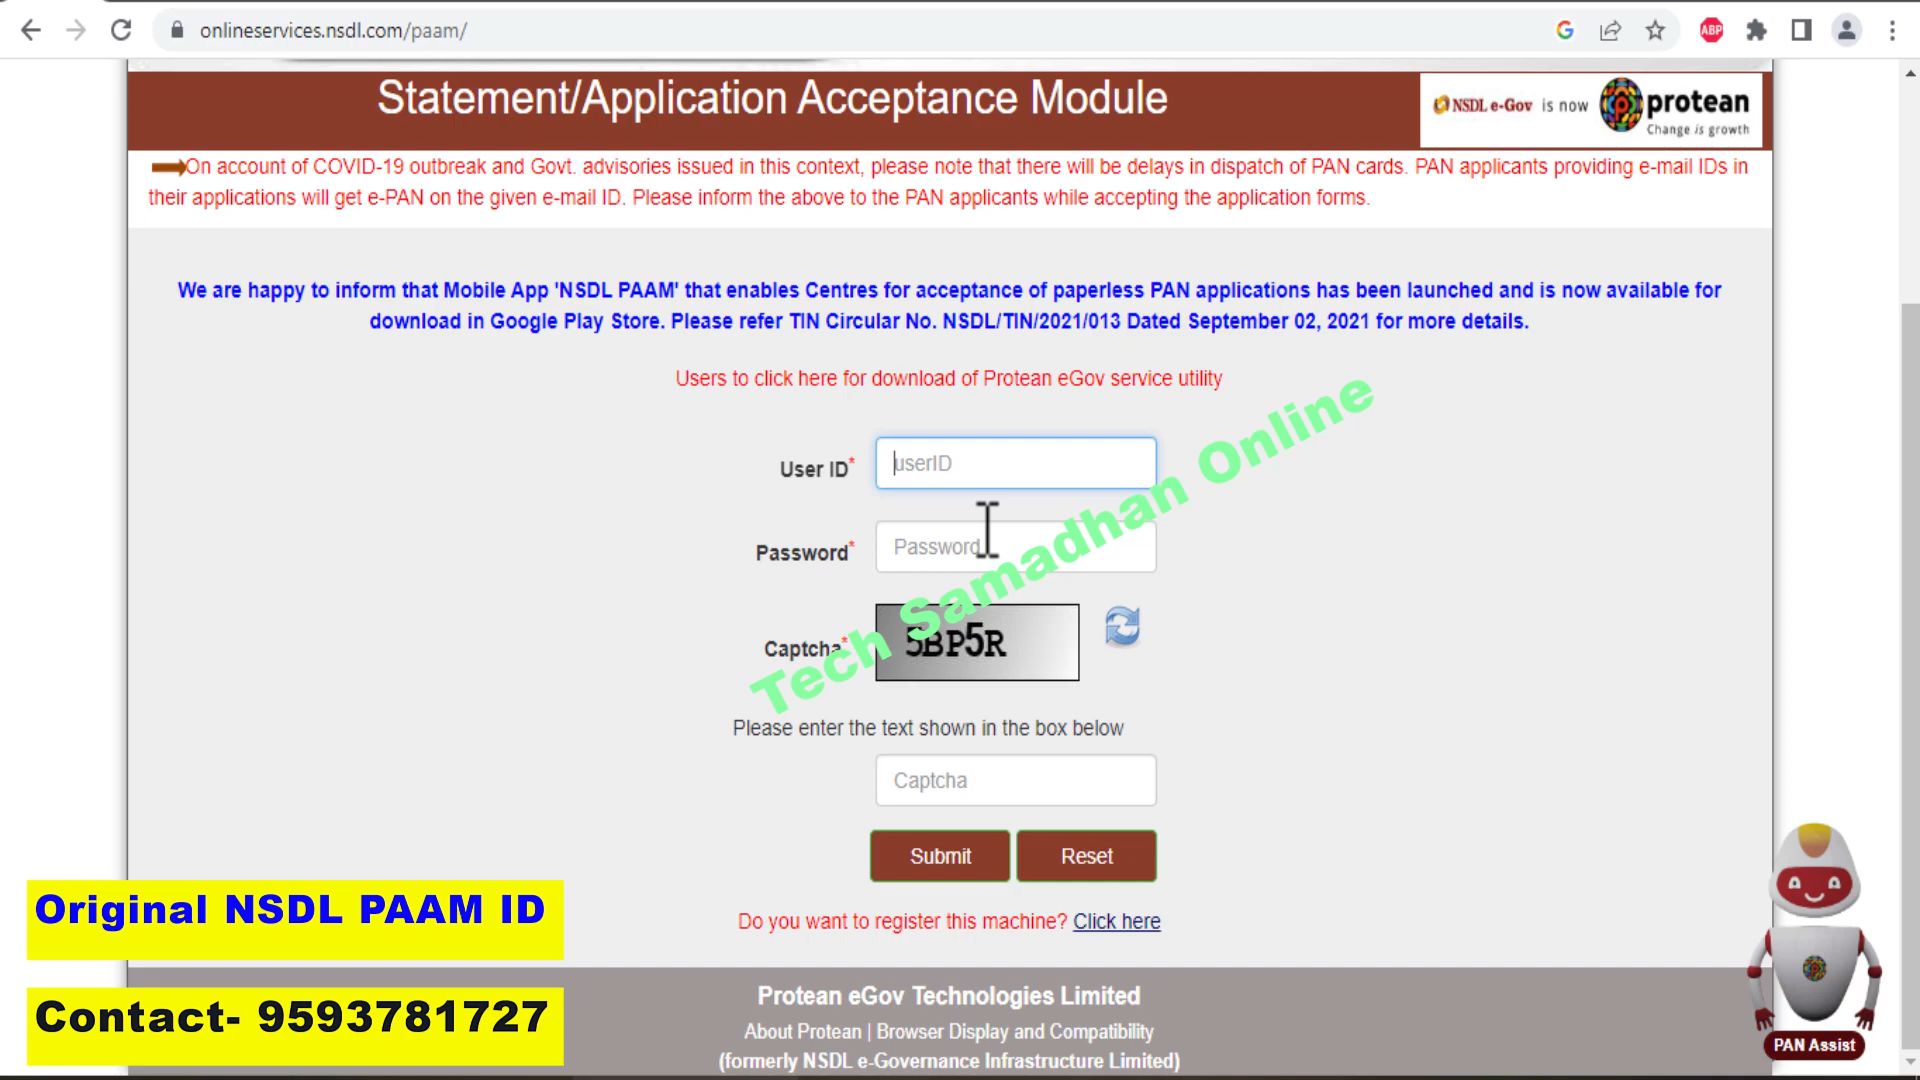 onlineservices.nsdl.com/paam/
ABP
Statement/Application Acceptance Module
NSDL e-Gov is now protean
Change is growth
On account of COVID-19 outbreak and Govt. advisories issued in this context, please note that there will be delays in dispatch of PAN cards. PAN applicants providing e-mail IDs in
their applications will get e-PAN on the given e-mail ID. Please inform the above to the PAN applicants while accepting the application forms.
We are happy to inform that Mobile App 'NSDL PAAM' that enables Centres for acceptance of paperless PAN applications has been launched and is now available for
download in Google Play Store. Please refer TIN Circular No. NSDL/TIN/2021/013 Dated September 02, 2021 for more details.
Users to click here for download of Protean eGov service utility
User ID* userID
Password* Password
Captcha* 5BP5R
Tech Samadhan Online
Please enter the text shown in the box below
Captcha
Submit Reset
Do you want to register this machine? Click here
Original NSDL PAAM ID
Contact- 9593781727
Protean eGov Technologies Limited
About Protean | Browser Display and Compatibility
(formerly NSDL e-Governance Infrastructure Limited)
PAN Assist